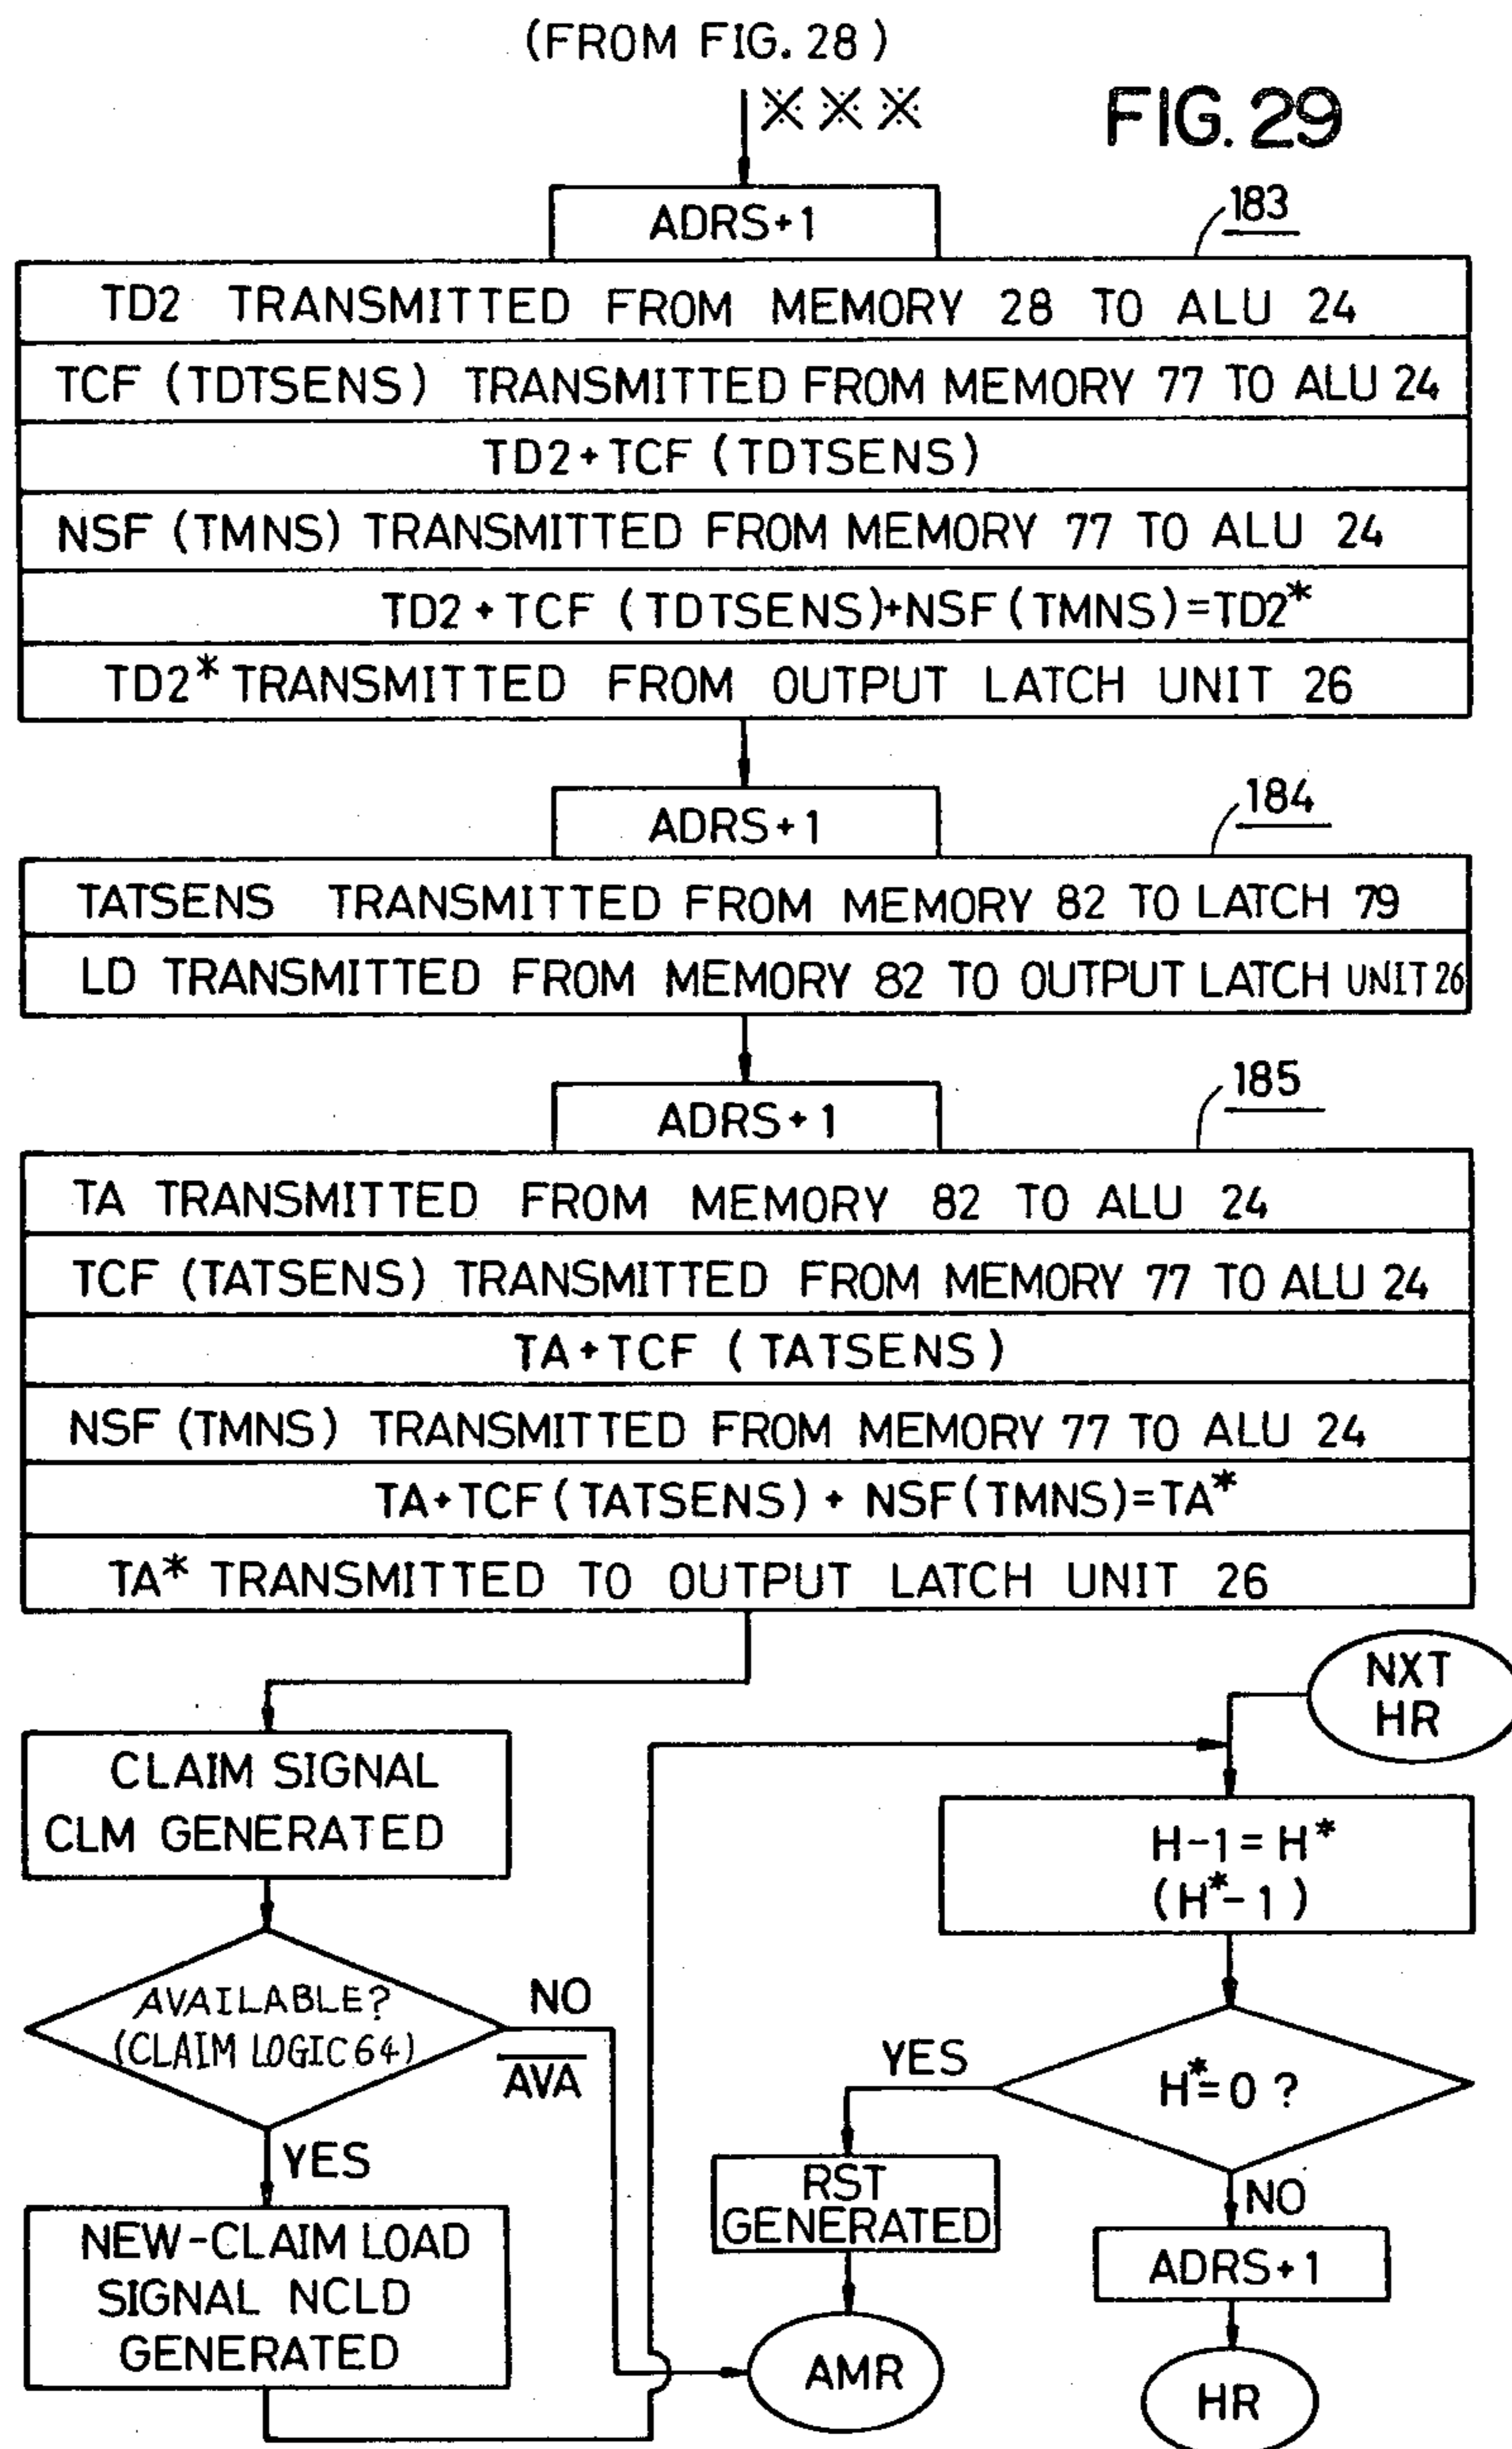 (FROM FIG. 28)
※※※
FIG. 29
ADRS+1
183
TD2 TRANSMITTED FROM MEMORY 28 TO ALU 24
TCF (TDTSENS) TRANSMITTED FROM MEMORY 77 TO ALU 24
TD2+TCF (TDTSENS)
NSF (TMNS) TRANSMITTED FROM MEMORY 77 TO ALU 24
TD2+TCF (TDTSENS)+NSF(TMNS)=TD2*
TD2* TRANSMITTED FROM OUTPUT LATCH UNIT 26
ADRS+1
184
TATSENS TRANSMITTED FROM MEMORY 82 TO LATCH 79
LD TRANSMITTED FROM MEMORY 82 TO OUTPUT LATCH UNIT 26
ADRS+1
185
TA TRANSMITTED FROM MEMORY 82 TO ALU 24
TCF (TATSENS) TRANSMITTED FROM MEMORY 77 TO ALU 24
TA+TCF (TATSENS)
NSF (TMNS) TRANSMITTED FROM MEMORY 77 TO ALU 24
TA+TCF(TATSENS) + NSF(TMNS)=TA*
TA* TRANSMITTED TO OUTPUT LATCH UNIT 26
CLAIM SIGNAL
CLM GENERATED
AVAILABLE?
(CLAIM LOGIC 64)
NO
A̅V̅A̅
YES
NEW-CLAIM LOAD
SIGNAL NCLD
GENERATED
NXT
HR
H-1=H*
(H*-1)
H*=0?
YES
RST
GENERATED
AMR
NO
ADRS+1
HR